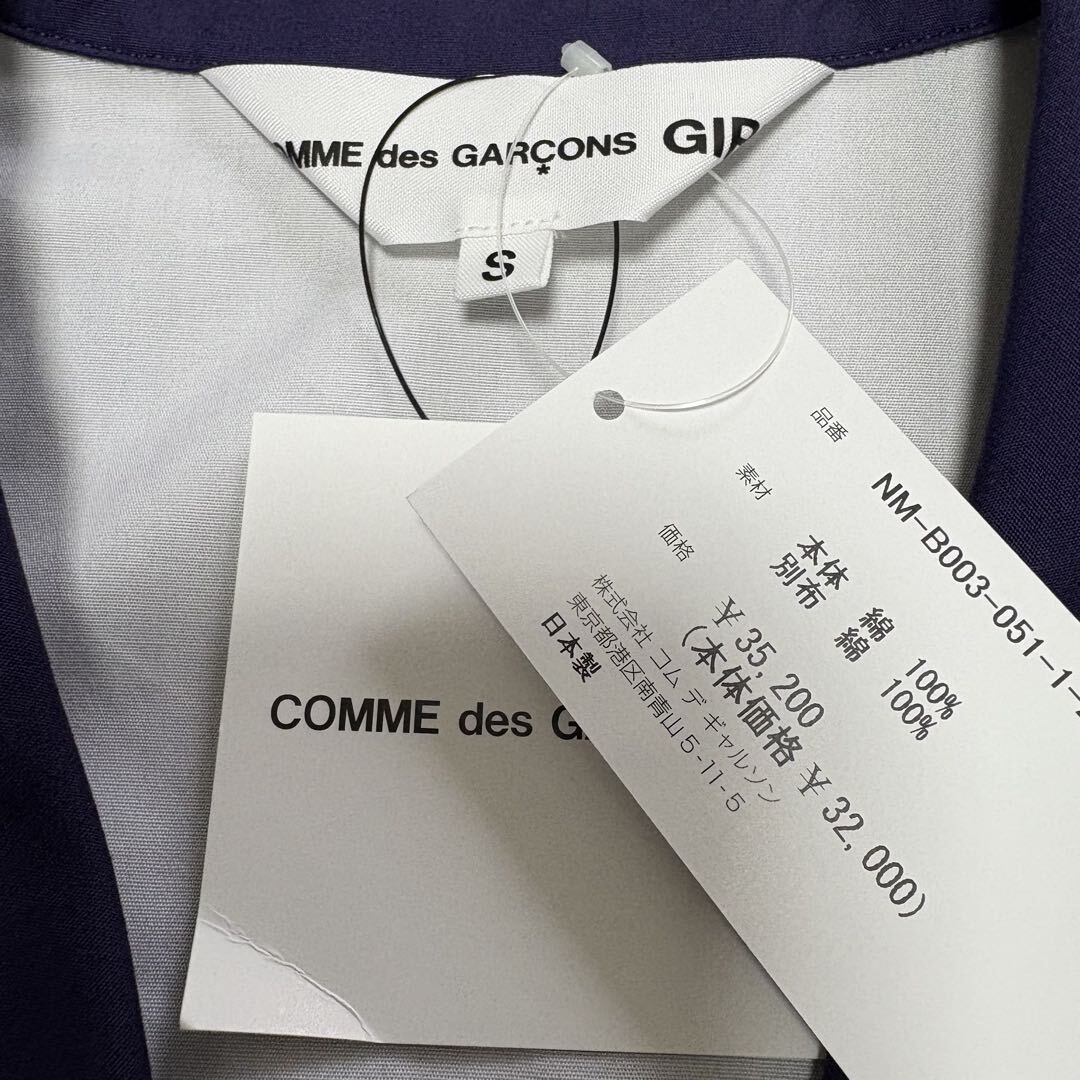 OMME des GARÇONS GIR
*
S
COMME des G
品番 NM-B003-051-1-
素材 本体 綿 100%
別布 綿 100%
価格 ¥35,200
(本体価格 ¥32,000)
株式会社 コム デ ギャルソン
東京都港区南青山5-11-5
日本製